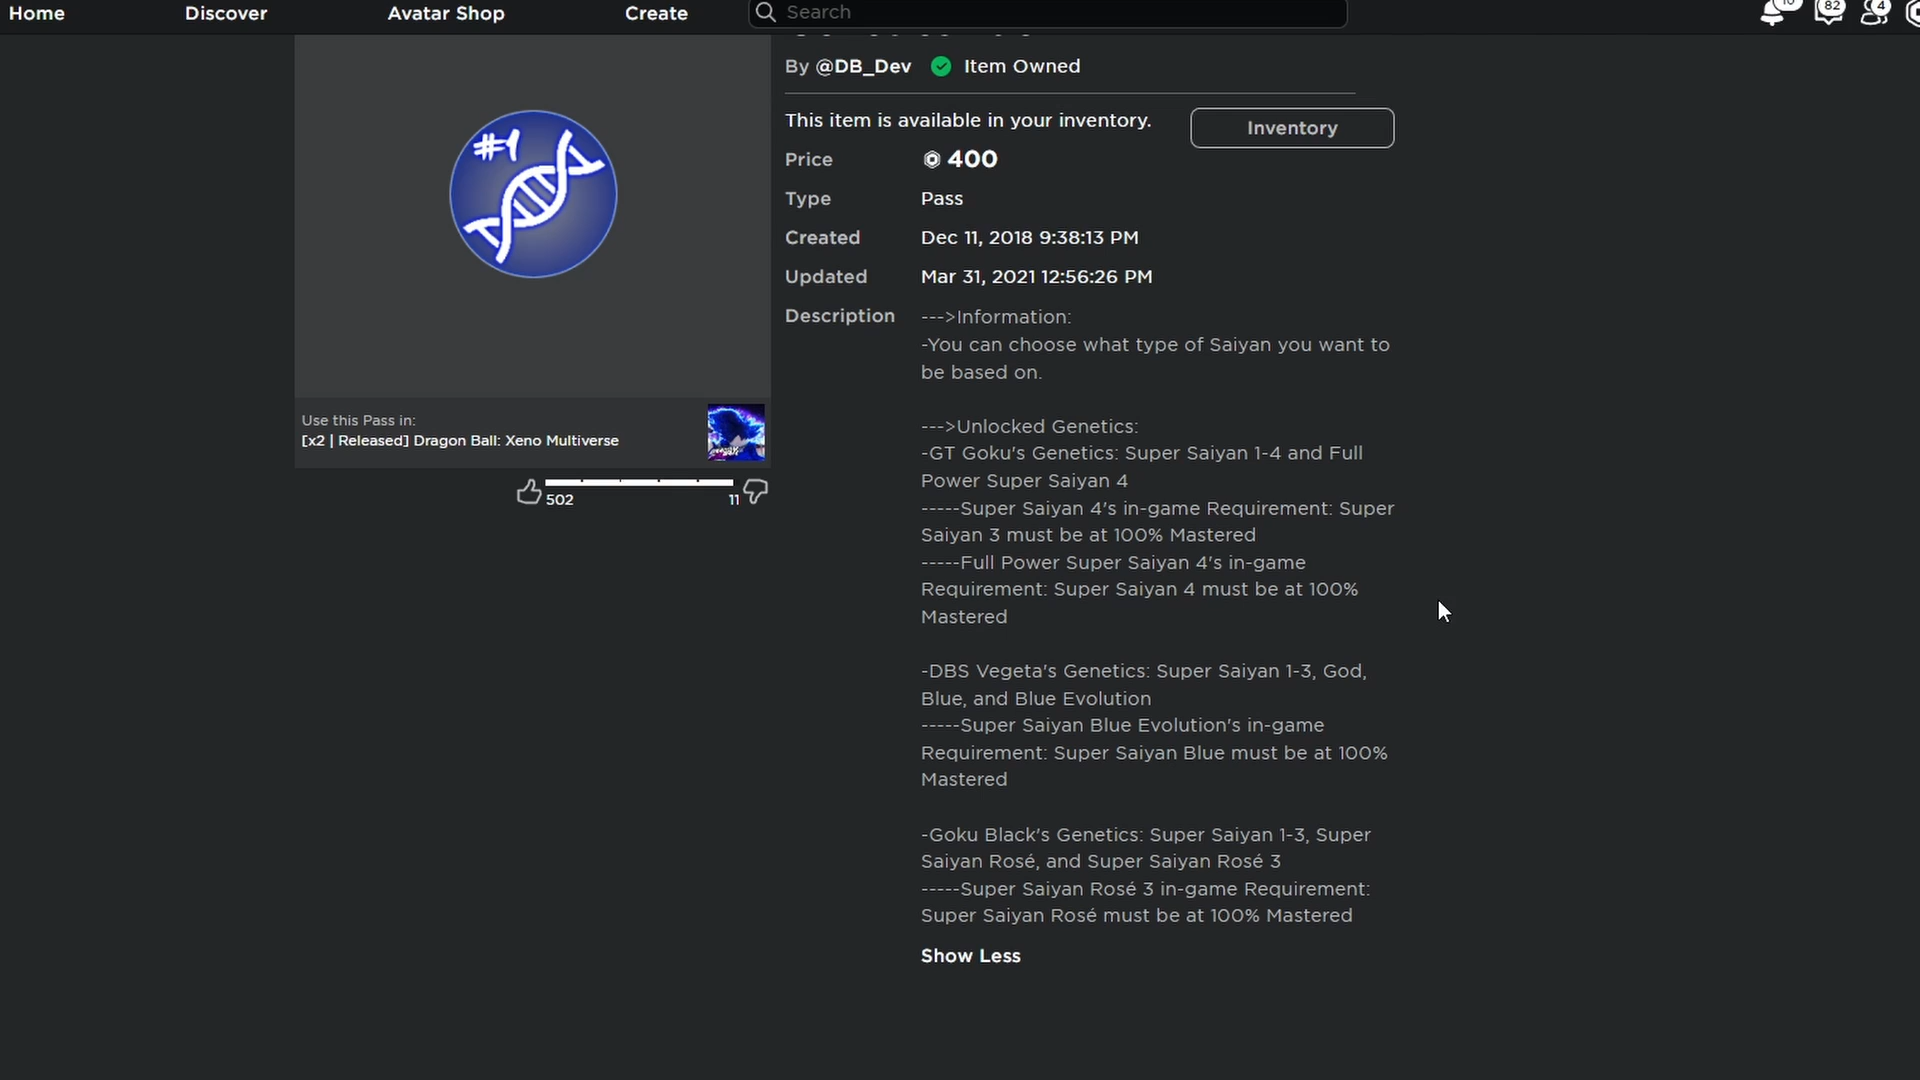 Home Discover Avatar Shop Create Search 82 4
By @DB_Dev Item Owned
This item is available in your inventory. Inventory
#1
Price 400
Type Pass
Created Dec 11, 2018 9:38:13 PM
Updated Mar 31, 2021 12:56:26 PM
Description --->Information:
-You can choose what type of Saiyan you want to
be based on.
Use this Pass in:
[x2 | Released] Dragon Ball: Xeno Multiverse
502 11
--->Unlocked Genetics:
-GT Goku's Genetics: Super Saiyan 1-4 and Full
Power Super Saiyan 4
-----Super Saiyan 4's in-game Requirement: Super
Saiyan 3 must be at 100% Mastered
-----Full Power Super Saiyan 4's in-game
Requirement: Super Saiyan 4 must be at 100%
Mastered
-DBS Vegeta's Genetics: Super Saiyan 1-3, God,
Blue, and Blue Evolution
-----Super Saiyan Blue Evolution's in-game
Requirement: Super Saiyan Blue must be at 100%
Mastered
-Goku Black's Genetics: Super Saiyan 1-3, Super
Saiyan Rosé, and Super Saiyan Rosé 3
-----Super Saiyan Rosé 3 in-game Requirement:
Super Saiyan Rosé must be at 100% Mastered
Show Less